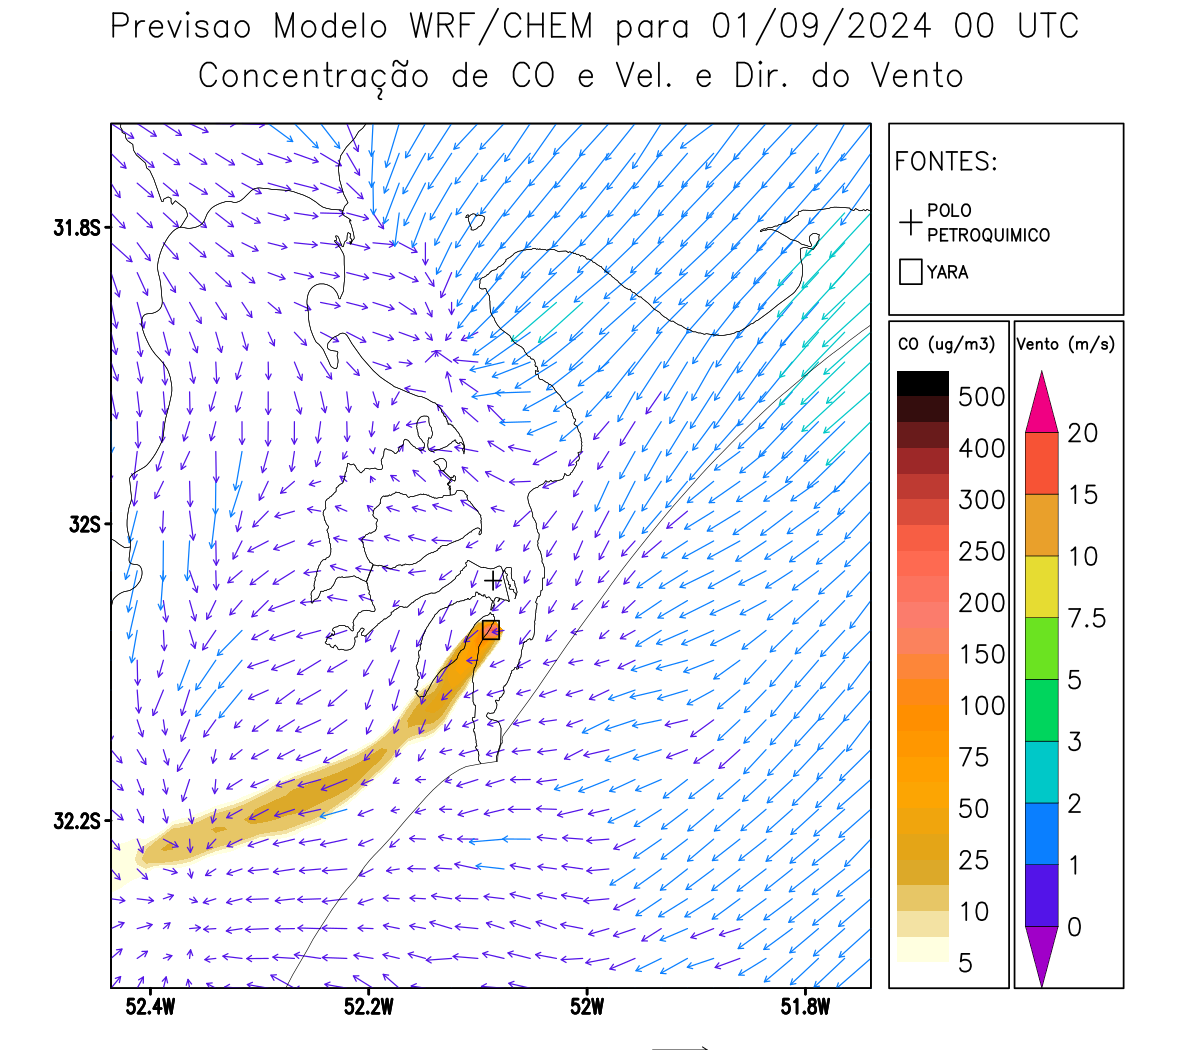 Previsao Modelo WRF/CHEM para 01/09/2024 00 UTC
Concentração de CO e Vel. e Dir. do Vento
FONTES:
POLO
PETROQUIMICO
YARA
CO (ug/m3)
500
400
300
250
200
150
100
75
50
25
10
5
Vento (m/s)
20
15
10
7.5
5
3
2
1
0
31.8S
32S
32.2S
52.4W
52.2W
52W
51.8W